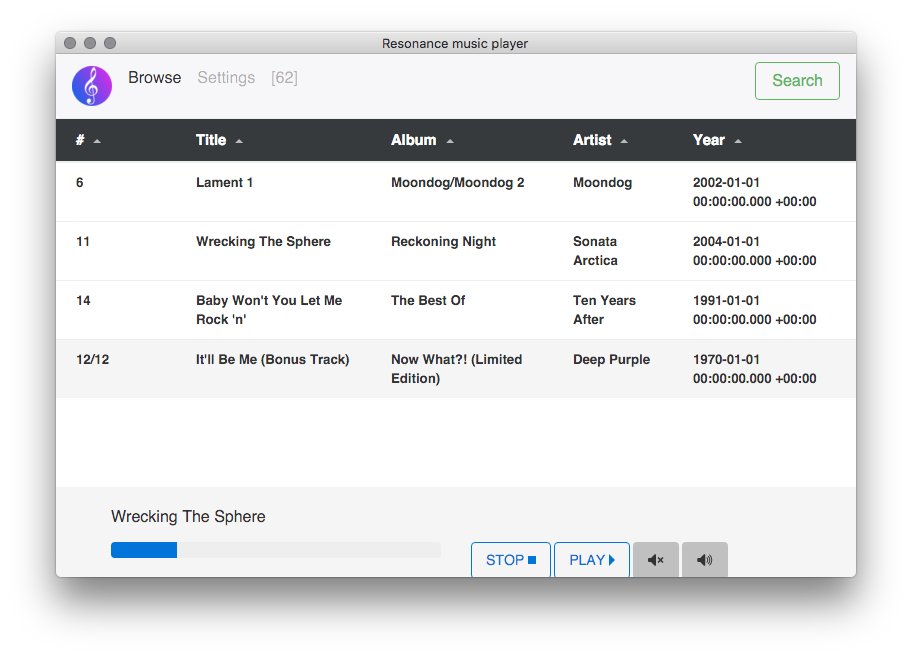 Resonance music player
Browse Settings [62]
Search
# Title Album Artist Year
6 Lament 1 Moondog/Moondog 2 Moondog 2002-01-01
00:00:00.000 +00:00
11 Wrecking The Sphere Reckoning Night Sonata 2004-01-01
Arctica 00:00:00.000 +00:00
14 Baby Won't You Let Me The Best Of Ten Years 1991-01-01
Rock 'n' After 00:00:00.000 +00:00
12/12 It'll Be Me (Bonus Track) Now What?! (Limited Deep Purple 1970-01-01
Edition) 00:00:00.000 +00:00
Wrecking The Sphere
STOP PLAY